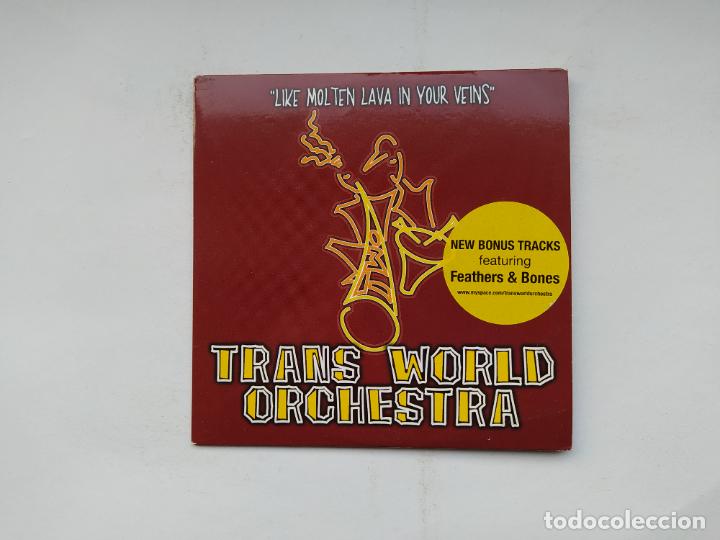 "LIKE MOLTEN LAVA IN YOUR VEINS"
TWO
NEW BONUS TRACKS
featuring
Feathers & Bones
www.myspace.com/transworldorchestra
TRANS WORLD
ORCHESTRA
todocoleccion